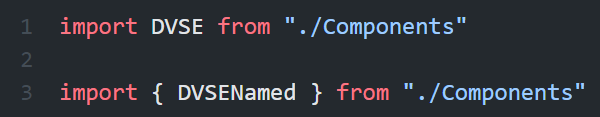 1 import DVSE from "./Components"
2
3 import { DVSENamed } from "./Components"